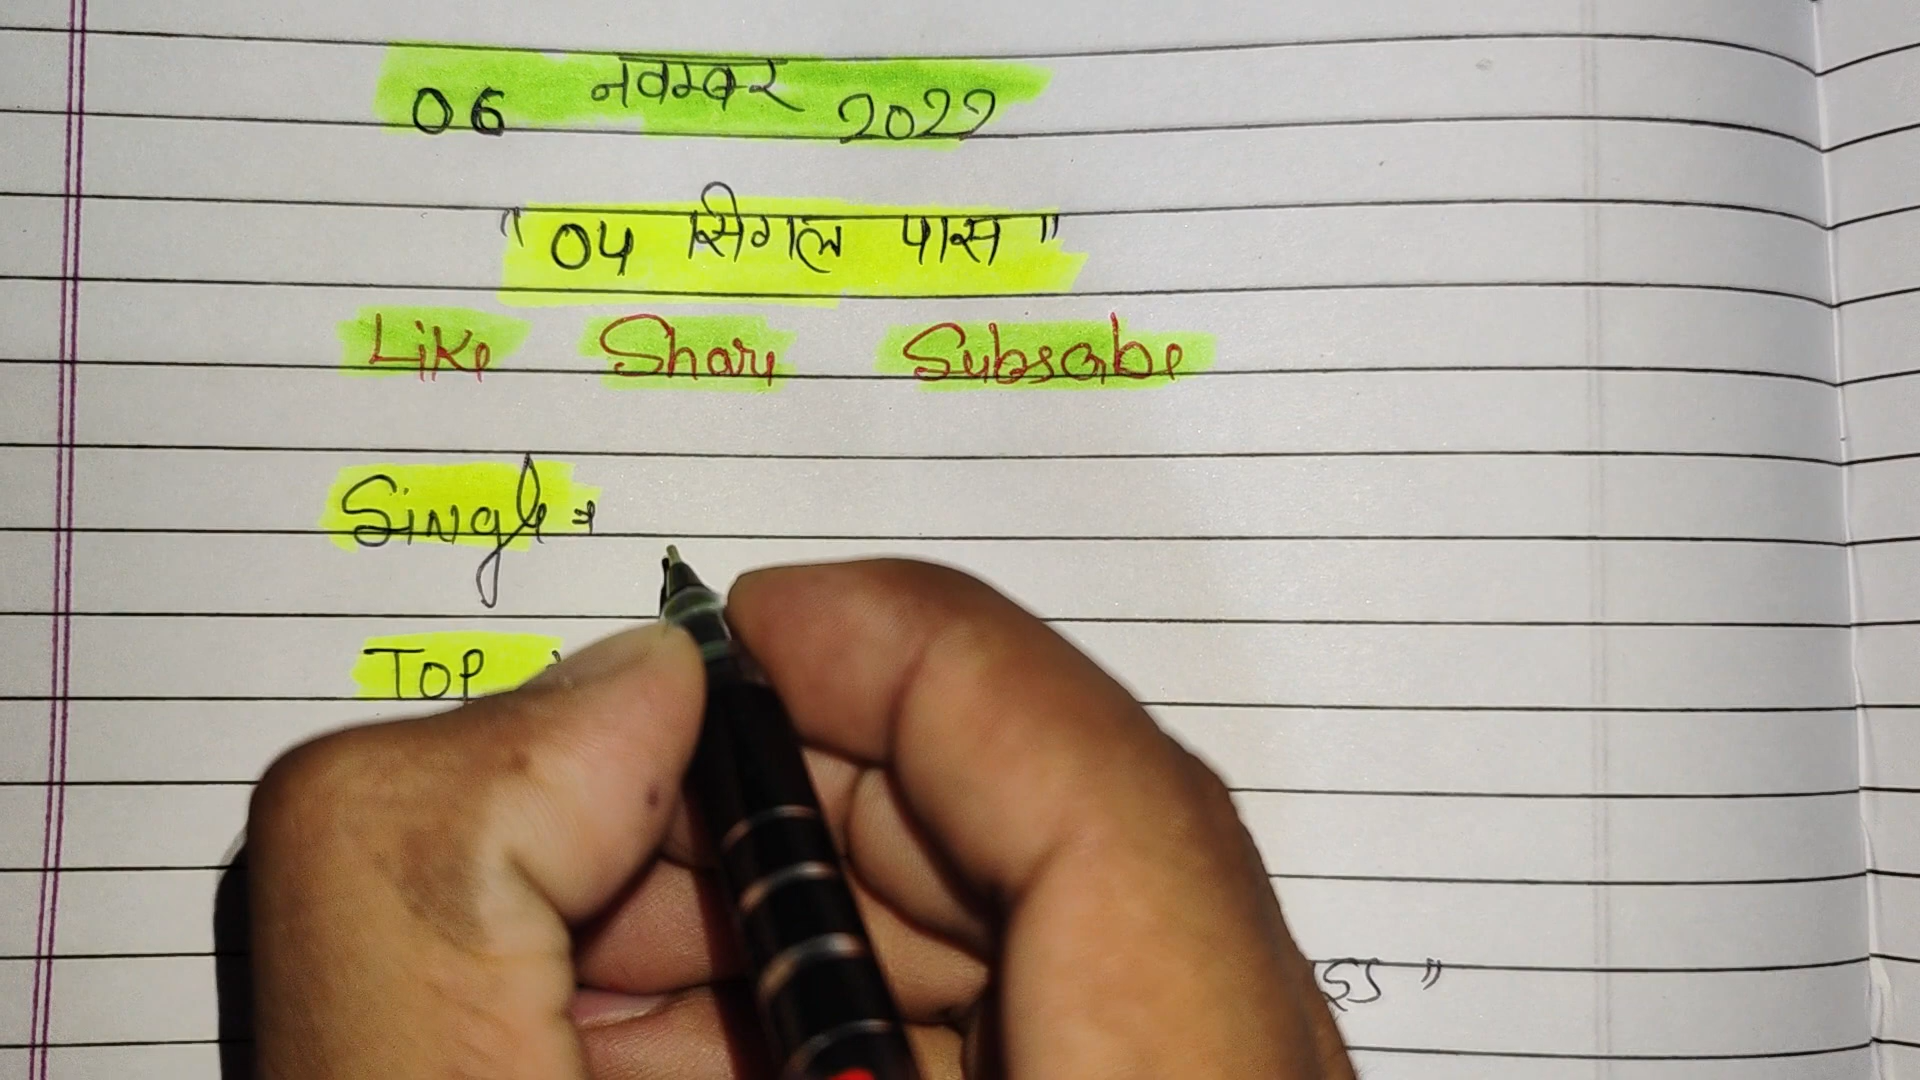 06 नवम्बर 2022
" 04 सिंगल पास "
Like Share Subscribe
Single =
TOP